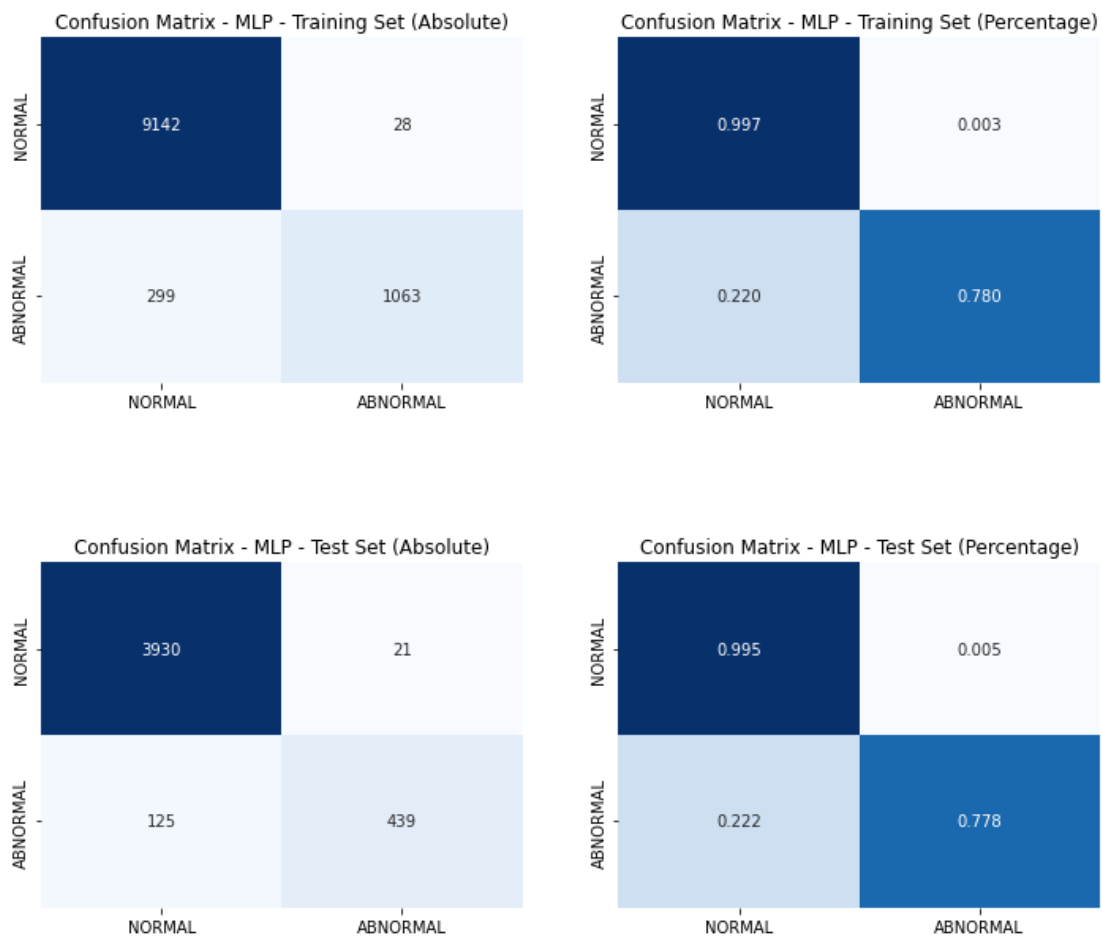 Confusion Matrix - MLP - Training Set (Absolute)
NORMAL
9142
28
ABNORMAL
299
1063
NORMAL
ABNORMAL
Confusion Matrix - MLP - Training Set (Percentage)
NORMAL
0.997
0.003
ABNORMAL
0.220
0.780
NORMAL
ABNORMAL
Confusion Matrix - MLP - Test Set (Absolute)
NORMAL
3930
21
ABNORMAL
125
439
NORMAL
ABNORMAL
Confusion Matrix - MLP - Test Set (Percentage)
NORMAL
0.995
0.005
ABNORMAL
0.222
0.778
NORMAL
ABNORMAL